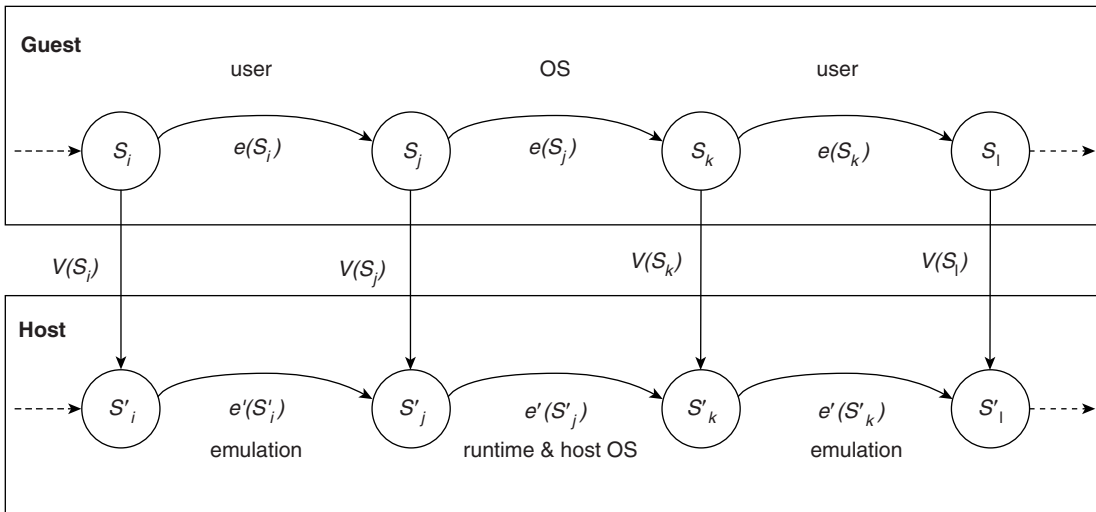 Guest
user OS user
S_i e(S_i) S_j e(S_j) S_k e(S_k) S_l
V(S_i) V(S_j) V(S_k) V(S_l)
Host
S'_i e'(S'_i) S'_j e'(S'_j) S'_k e'(S'_k) S'_l
emulation runtime & host OS emulation